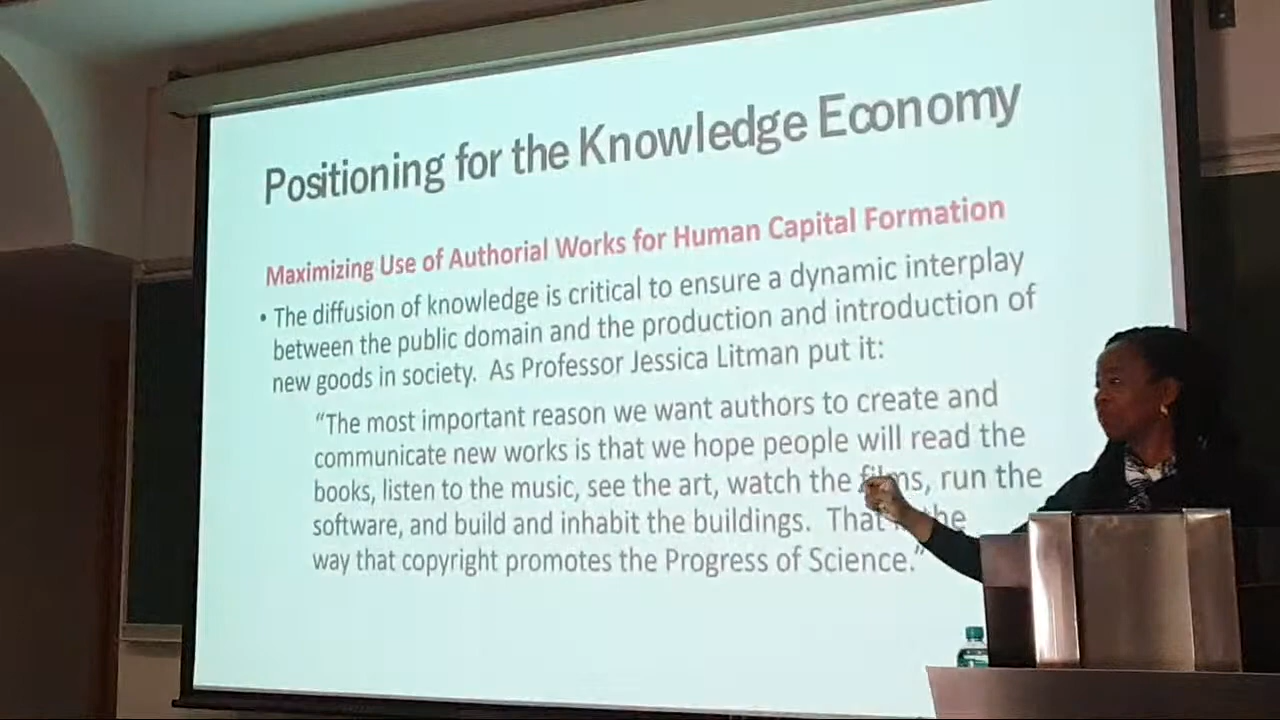 Positioning for the Knowledge Economy
Maximizing Use of Authorial Works for Human Capital Formation
• The diffusion of knowledge is critical to ensure a dynamic interplay
between the public domain and the production and introduction of
new goods in society. As Professor Jessica Litman put it:
“The most important reason we want authors to create and
communicate new works is that we hope people will read the
books, listen to the music, see the art, watch the films, run the
software, and build and inhabit the buildings. That the
way that copyright promotes the Progress of Science.”